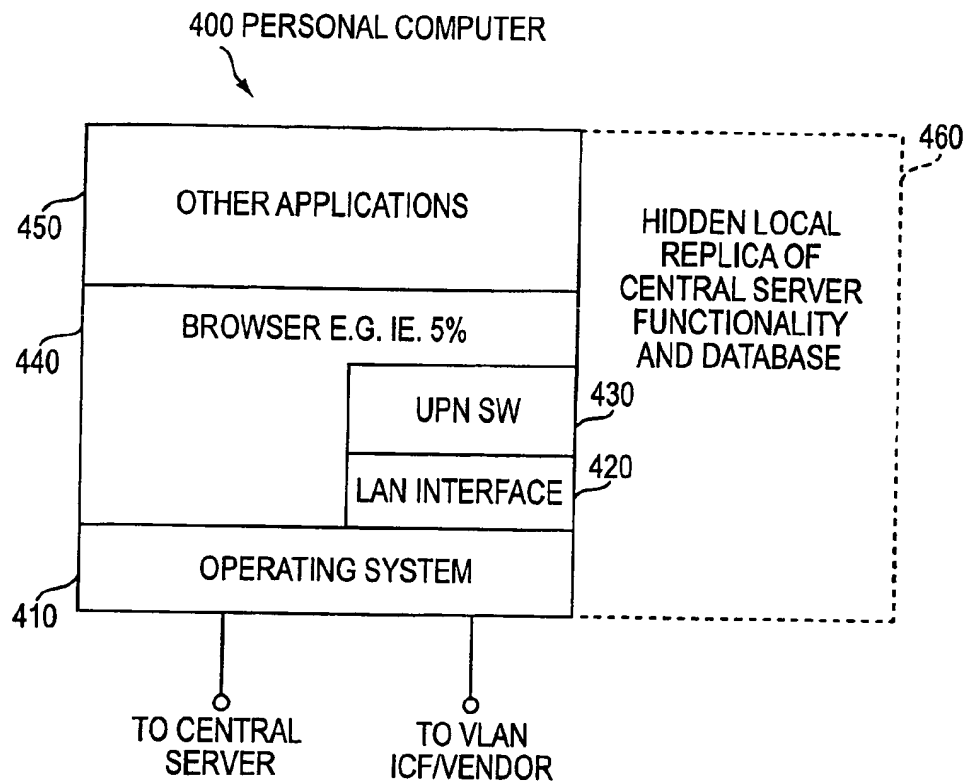 400 PERSONAL COMPUTER
460
450
OTHER APPLICATIONS
HIDDEN LOCAL
REPLICA OF
CENTRAL SERVER
FUNCTIONALITY
AND DATABASE
440
BROWSER E.G. IE. 5%
430
UPN SW
420
LAN INTERFACE
OPERATING SYSTEM
410
TO CENTRAL
SERVER
TO VLAN
ICF/VENDOR